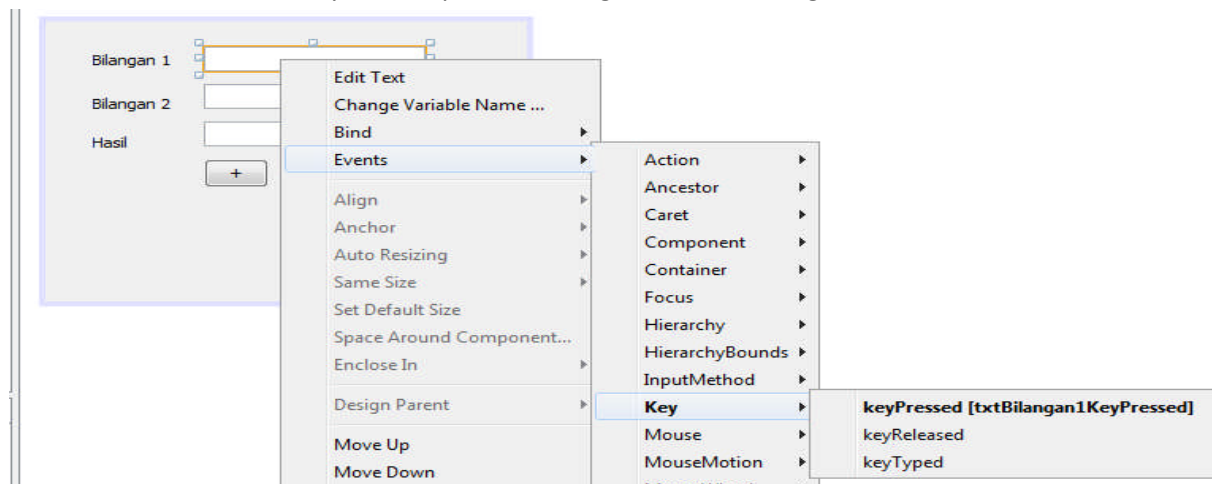 Bilangan 1
Bilangan 2
Hasil
+
Edit Text
Change Variable Name ...
Bind
Events
Align
Anchor
Auto Resizing
Same Size
Set Default Size
Space Around Component...
Enclose In
Design Parent
Move Up
Move Down
Action
Ancestor
Caret
Component
Container
Focus
Hierarchy
HierarchyBounds
InputMethod
Key
Mouse
MouseMotion
keyPressed [txtBilangan1KeyPressed]
keyReleased
keyTyped